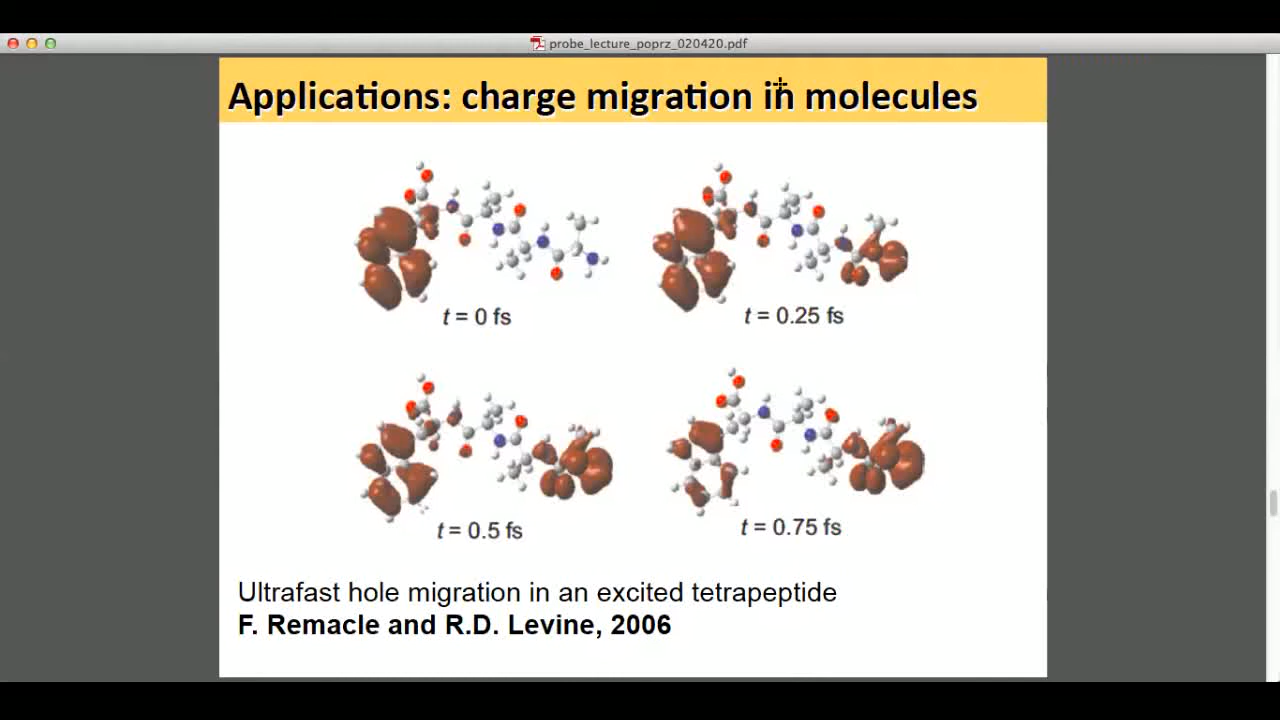 probe_lecture_poprz_020420.pdf
Applications: charge migration in molecules
t = 0 fs
t = 0.25 fs
t = 0.5 fs
t = 0.75 fs
Ultrafast hole migration in an excited tetrapeptide
F. Remacle and R.D. Levine, 2006